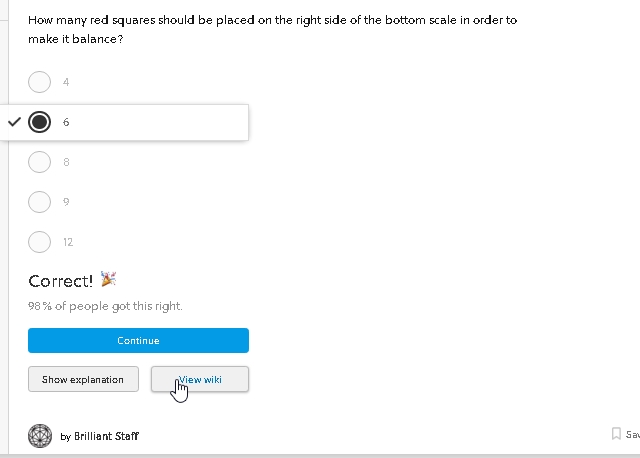 How many red squares should be placed on the right side of the bottom scale in order to
make it balance?
4
6
8
9
12
Correct! 🎉
98% of people got this right.
Continue
Show explanation
View wiki
by Brilliant Staff